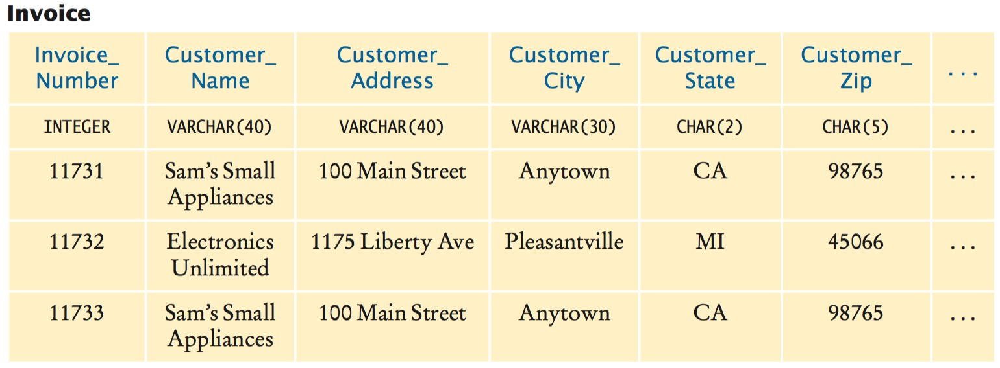 Invoice
Invoice_ Customer_ Customer_ Customer_ Customer_ Customer_ ...
Number Name Address City State Zip
INTEGER VARCHAR(40) VARCHAR(40) VARCHAR(30) CHAR(2) CHAR(5) ...
11731 Sam's Small 100 Main Street Anytown CA 98765 ...
Appliances
11732 Electronics 1175 Liberty Ave Pleasantville MI 45066 ...
Unlimited
11733 Sam's Small 100 Main Street Anytown CA 98765 ...
Appliances